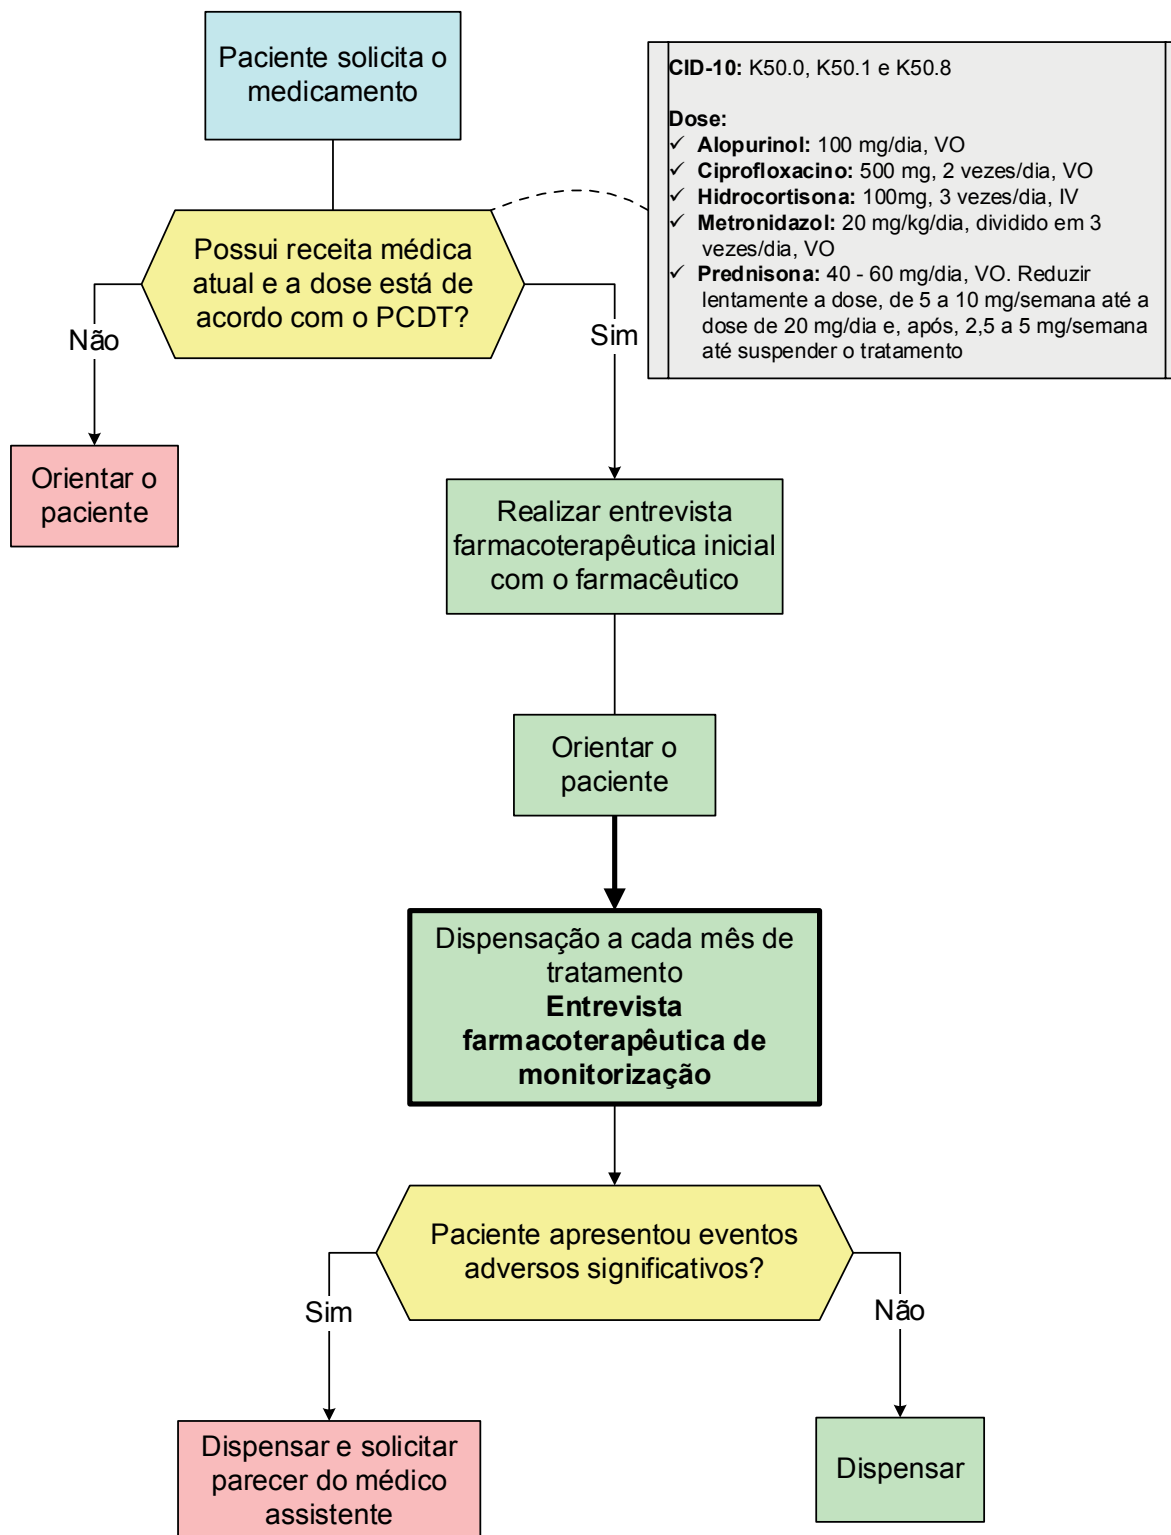 Paciente solicita o
medicamento
CID-10: K50.0, K50.1 e K50.8
Dose:
✓ Alopurinol: 100 mg/dia, VO
✓ Ciprofloxacino: 500 mg, 2 vezes/dia, VO
✓ Hidrocortisona: 100mg, 3 vezes/dia, IV
✓ Metronidazol: 20 mg/kg/dia, dividido em 3
vezes/dia, VO
✓ Prednisona: 40 - 60 mg/dia, VO. Reduzir
lentamente a dose, de 5 a 10 mg/semana até a
dose de 20 mg/dia e, após, 2,5 a 5 mg/semana
até suspender o tratamento
Possui receita médica
atual e a dose está de
acordo com o PCDT?
Não
Sim
Orientar o
paciente
Realizar entrevista
farmacoterapêutica inicial
com o farmacêutico
Orientar o
paciente
Dispensação a cada mês de
tratamento
Entrevista
farmacoterapêutica de
monitorização
Paciente apresentou eventos
adversos significativos?
Sim
Não
Dispensar e solicitar
parecer do médico
assistente
Dispensar